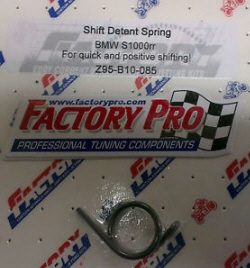 Shift Detent Spring
BMW S1000rr
For quick and positive shifting!
Z95-B10-085
www.factorypro.com
FACTORY PRO
PROFESSIONAL TUNING COMPONENTS